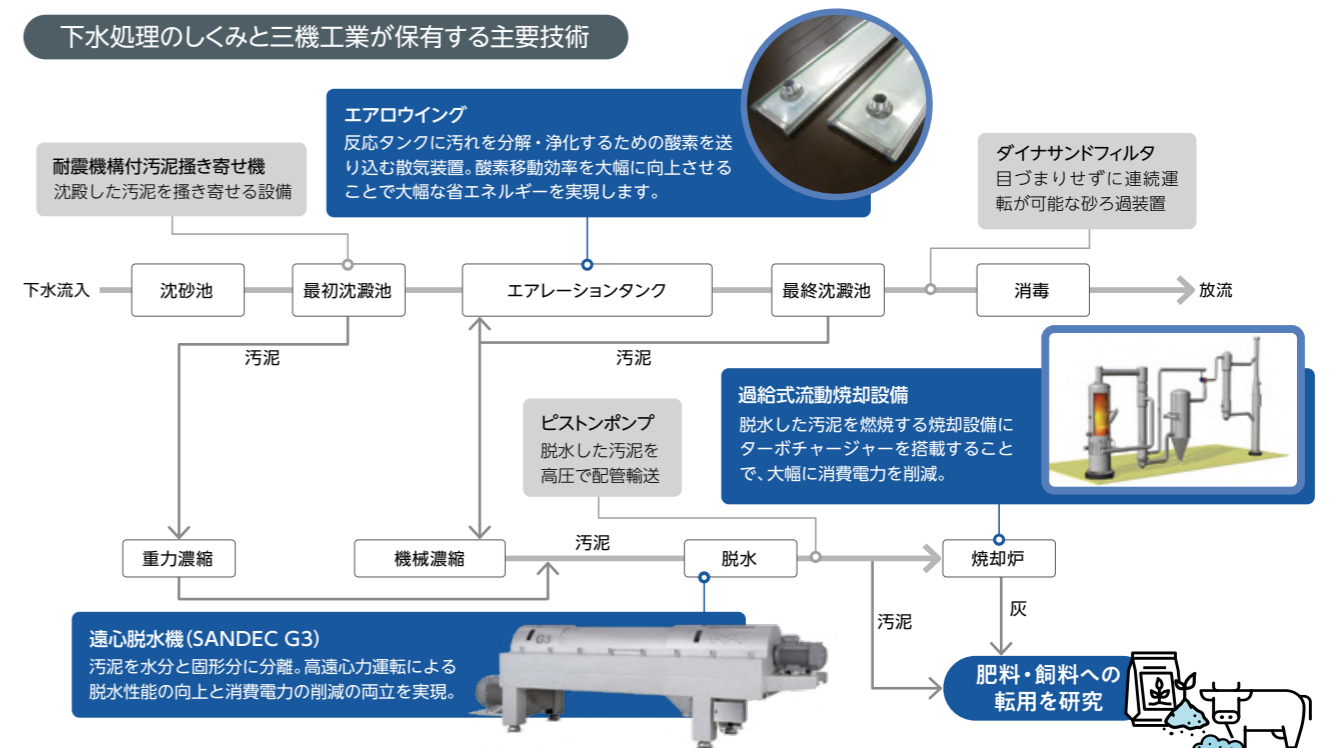 下水処理のしくみと三機工業が保有する主要技術
エアロウイング
反応タンクに汚れを分解・浄化するための酸素を送
り込む散気装置。酸素移動効率を大幅に向上させる
ことで大幅な省エネルギーを実現します。
耐震機構付汚泥掻き寄せ機
沈殿した汚泥を掻き寄せる設備
ダイナサンドフィルタ
目づまりせずに連続運
転が可能な砂ろ過装置
下水流入
沈砂池
最初沈澱池
エアレーションタンク
最終沈澱池
消毒
放流
汚泥
汚泥
過給式流動焼却設備
脱水した汚泥を燃焼する焼却設備に
ターボチャージャーを搭載すること
で、大幅に消費電力を削減。
ピストンポンプ
脱水した汚泥を
高圧で配管輸送
重力濃縮
機械濃縮
汚泥
脱水
焼却炉
汚泥
灰
遠心脱水機(SANDEC G3)
汚泥を水分と固形分に分離。高遠心力運転による
脱水性能の向上と消費電力の削減の両立を実現。
G3
肥料・飼料への
転用を研究